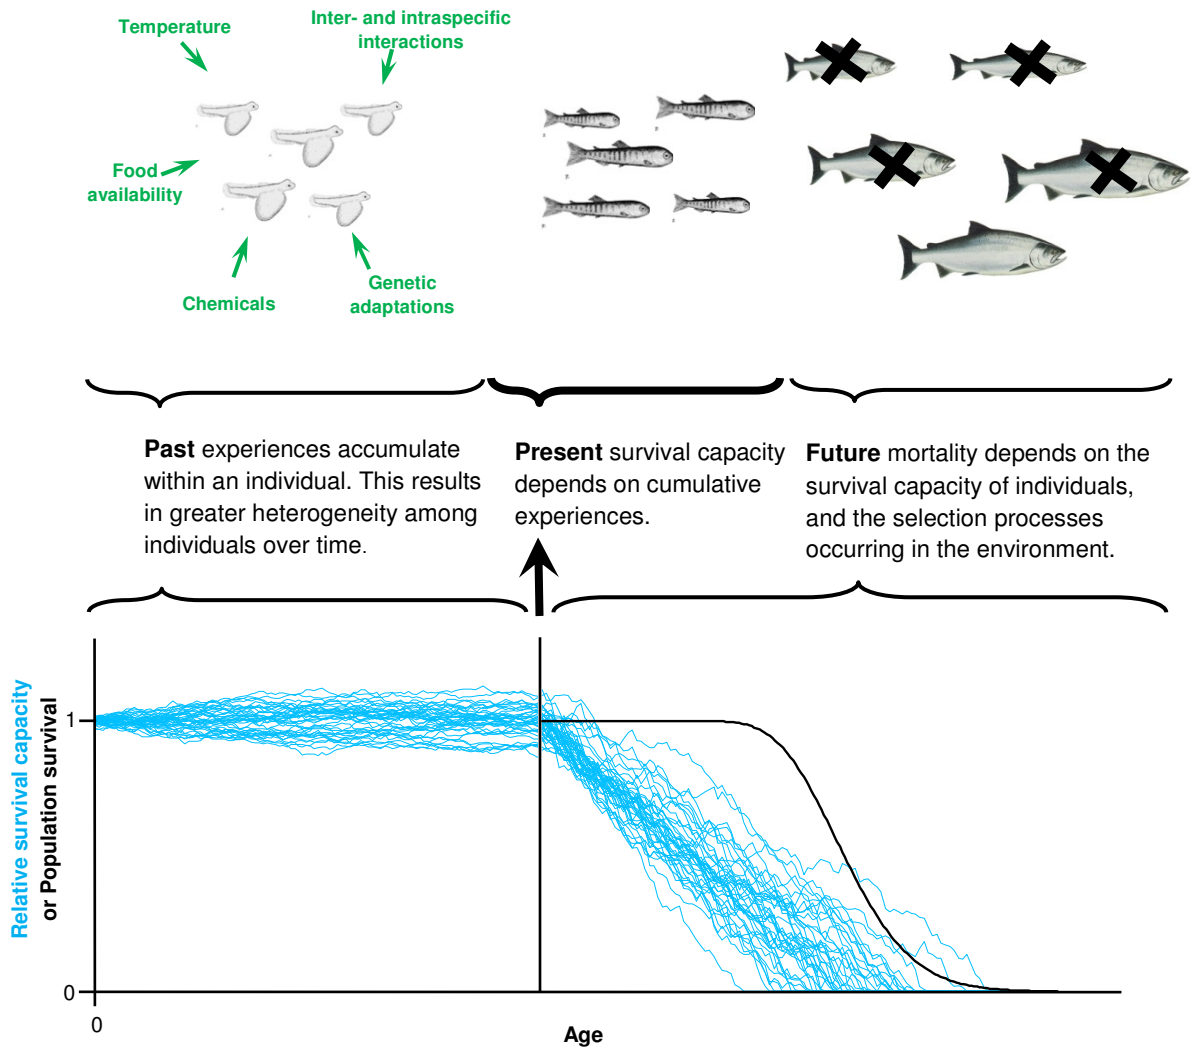 Temperature
Inter- and intraspecific
interactions
Food
availability
Chemicals
Genetic
adaptations
Past experiences accumulate
within an individual. This results
in greater heterogeneity among
individuals over time.
Present survival capacity
depends on cumulative
experiences.
Future mortality depends on the
survival capacity of individuals,
and the selection processes
occurring in the environment.
Relative survival capacity
or Population survival
1
0
0
Age